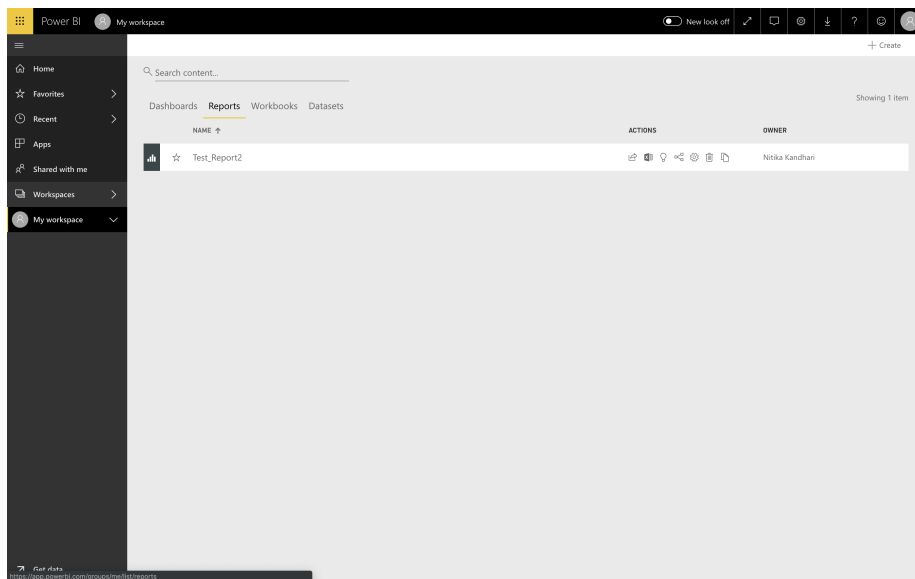 Power BI My workspace New look off ?
+ Create
Home
Search content...
Favorites
Showing 1 item
Dashboards Reports Workbooks Datasets
Recent
NAME ↑ ACTIONS OWNER
Apps
Test_Report2 Nitika Kandhari
Shared with me
Workspaces
My workspace
Get data
https://app.powerbi.com/groups/me/list/reports